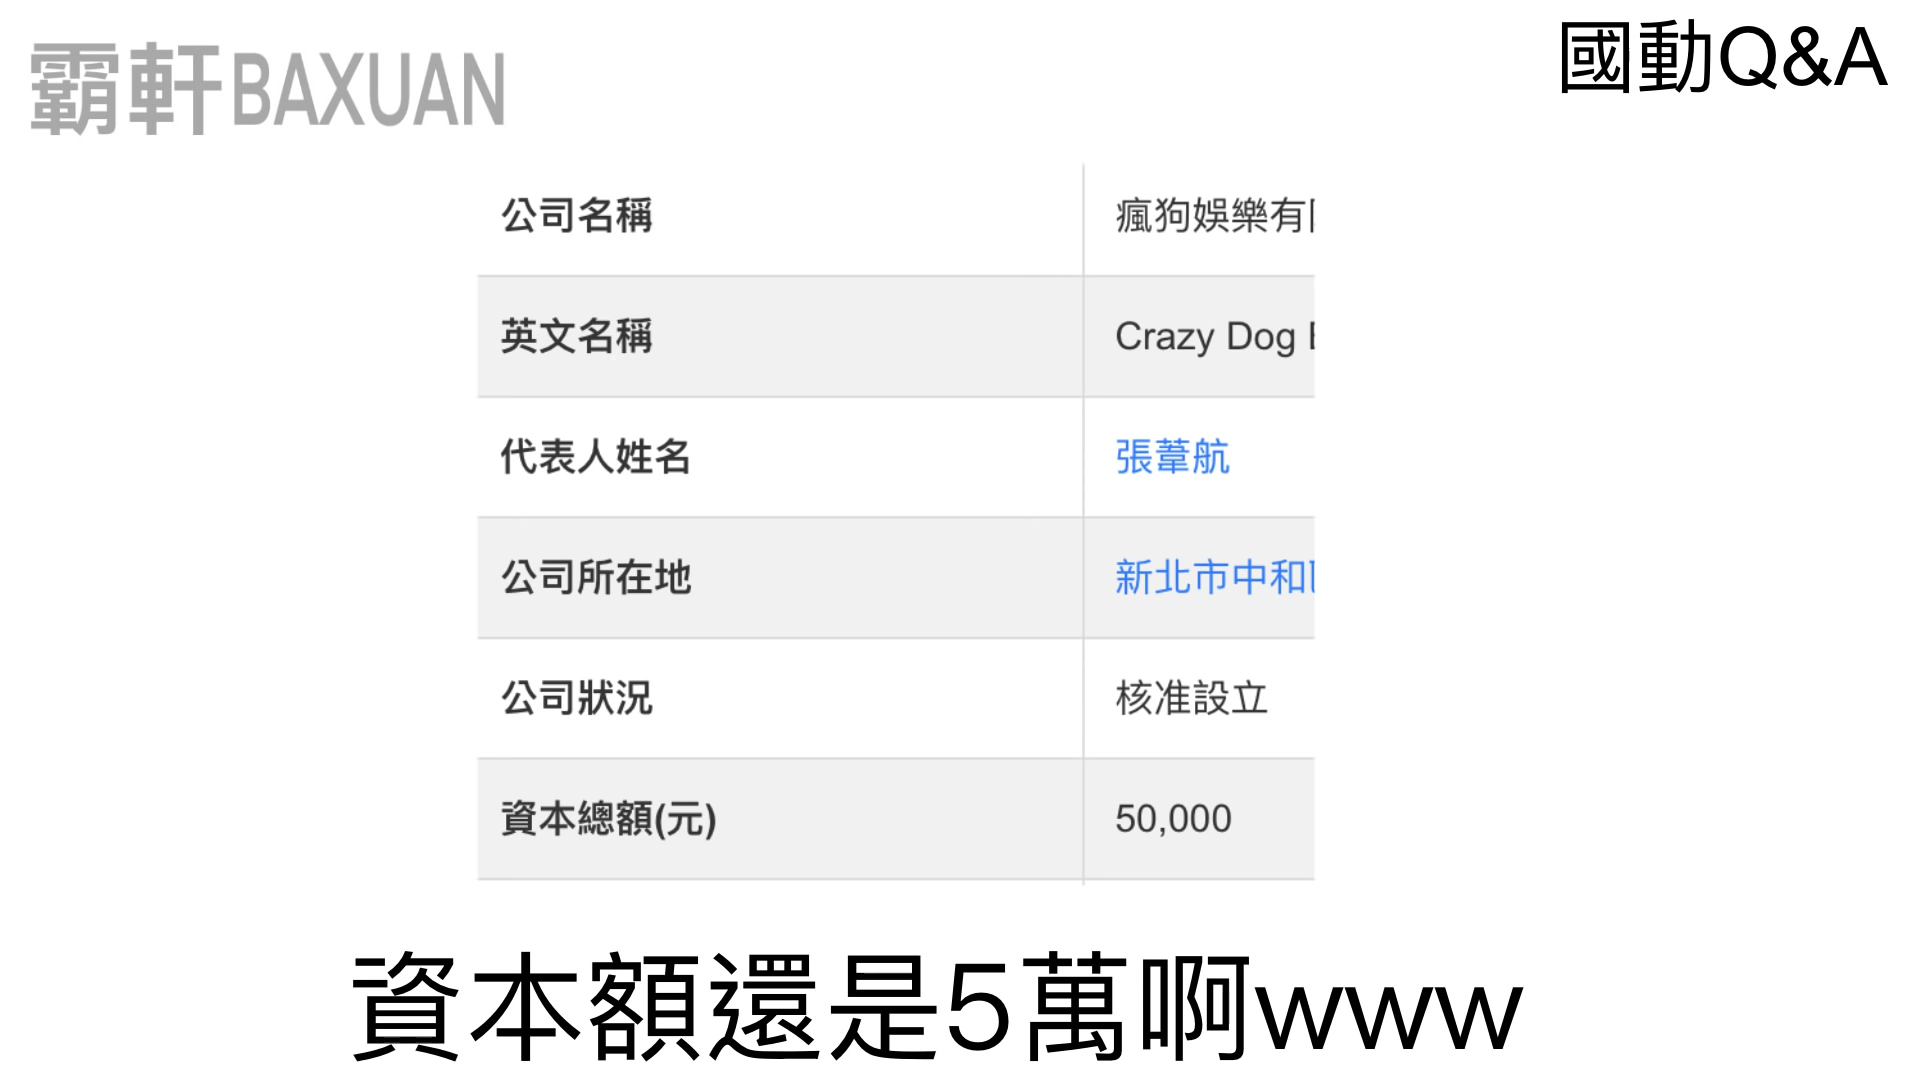 霸軒BAXUAN
國動Q&A
公司名稱 瘋狗娛樂有
英文名稱 Crazy Dog
代表人姓名 張葦航
公司所在地 新北市中和
公司狀況 核准設立
資本總額(元) 50,000
資本額還是5萬啊www